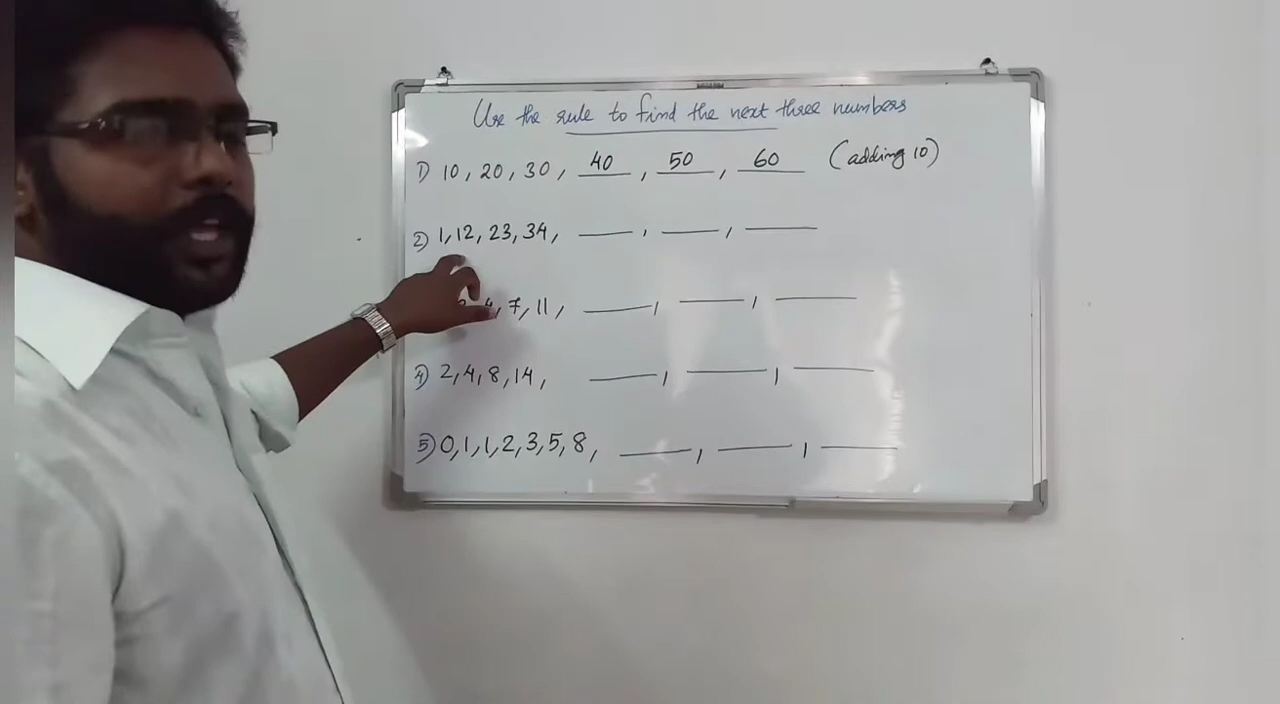 Use the rule to find the next three numbers
1) 10, 20, 30, 40, 50, 60 (adding 10)
2) 1, 12, 23, 34, ___, ___, ___
4, 7, 11, ___, ___, ___
4) 2, 4, 8, 14, ___, ___, ___
5) 0, 1, 1, 2, 3, 5, 8, ___, ___, ___